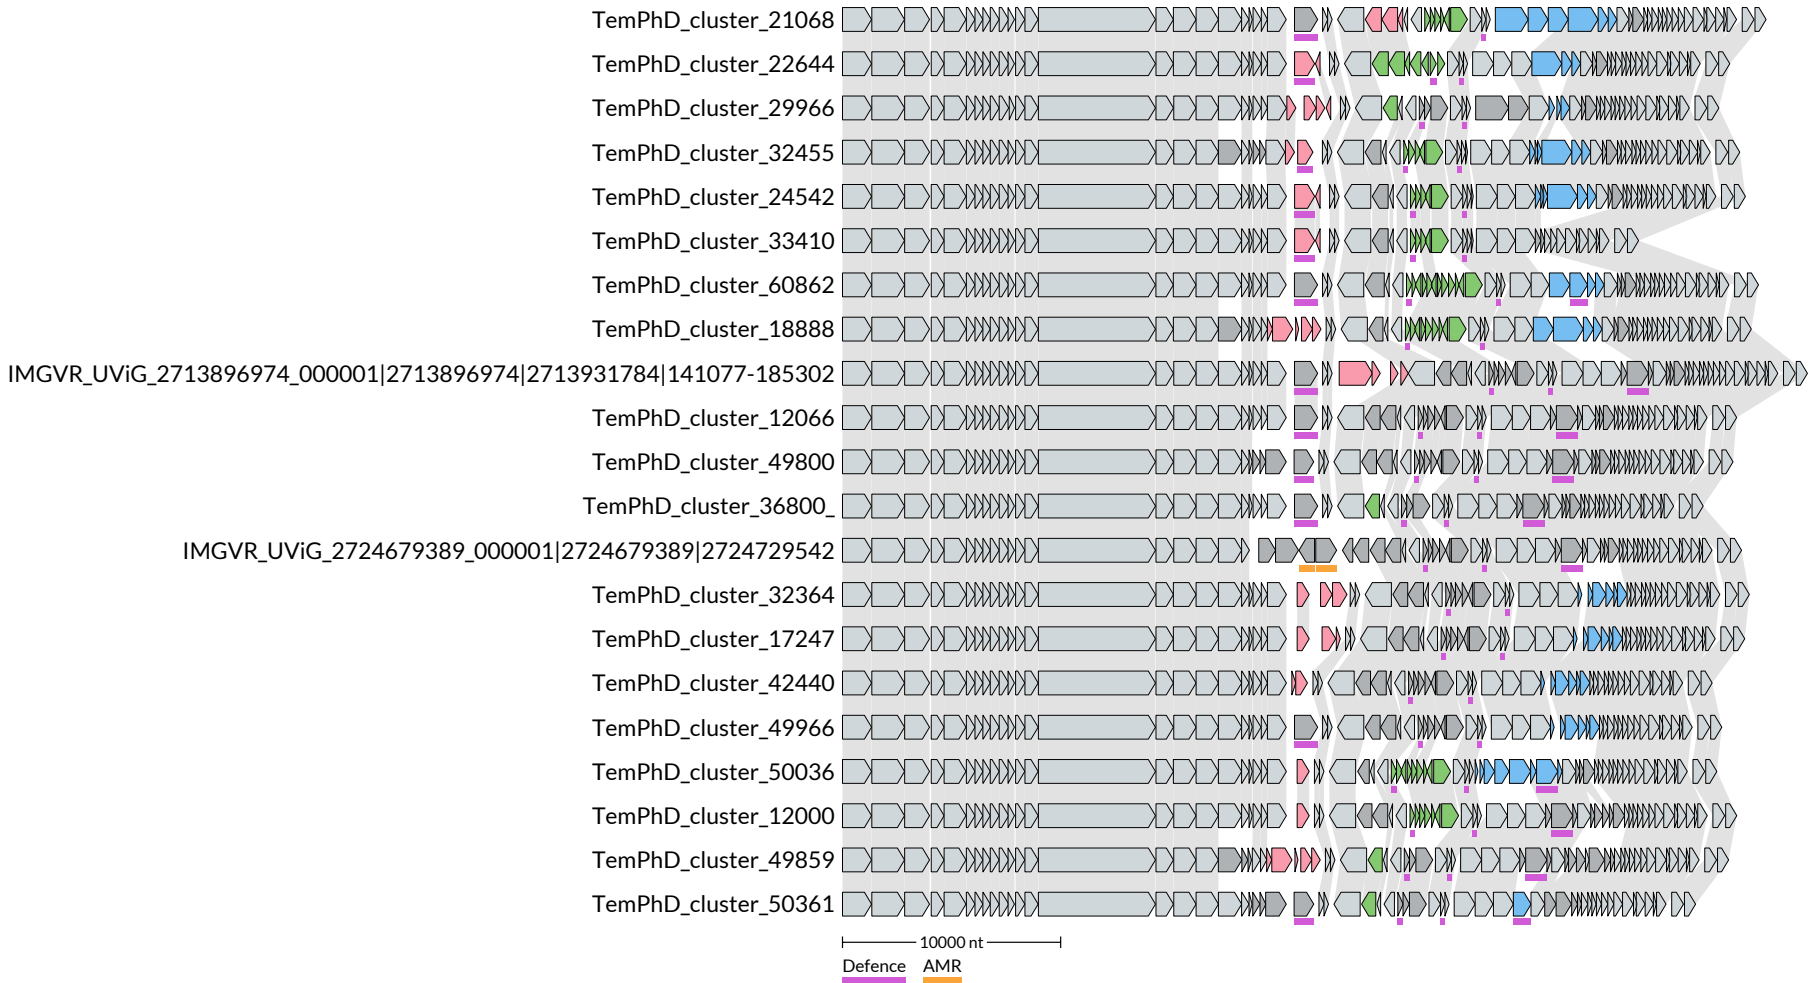 TemPhD_cluster_21068
TemPhD_cluster_22644
TemPhD_cluster_29966
TemPhD_cluster_32455
TemPhD_cluster_24542
TemPhD_cluster_33410
TemPhD_cluster_60862
TemPhD_cluster_18888
IMGVR_UViG_2713896974_000001|2713896974|2713931784|141077-185302
TemPhD_cluster_12066
TemPhD_cluster_49800
TemPhD_cluster_36800_
IMGVR_UViG_2724679389_000001|2724679389|2724729542
TemPhD_cluster_32364
TemPhD_cluster_17247
TemPhD_cluster_42440
TemPhD_cluster_49966
TemPhD_cluster_50036
TemPhD_cluster_12000
TemPhD_cluster_49859
TemPhD_cluster_50361
10000 nt
Defence AMR